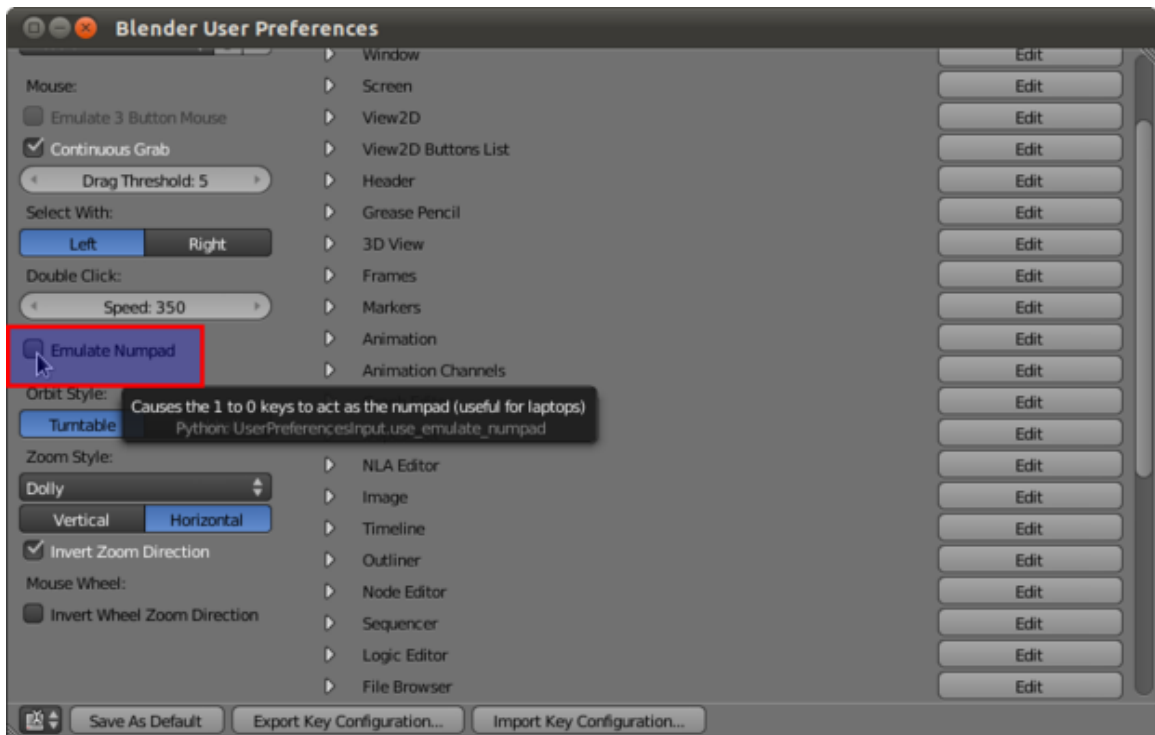 Blender User Preferences
Window Edit
Mouse: Screen Edit
Emulate 3 Button Mouse View2D Edit
Continuous Grab View2D Buttons List Edit
Drag Threshold: 5 Header Edit
Select With: Grease Pencil Edit
Left Right 3D View Edit
Double Click: Frames Edit
Speed: 350 Markers Edit
Emulate Numpad Animation Edit
Animation Channels Edit
Orbit Style: Edit
Causes the 1 to 0 keys to act as the numpad (useful for laptops)
Turntable Edit
Python: UserPreferencesInput.use_emulate_numpad
Zoom Style: NLA Editor Edit
Dolly Image Edit
Vertical Horizontal Timeline Edit
Invert Zoom Direction Outliner Edit
Mouse Wheel: Node Editor Edit
Invert Wheel Zoom Direction Sequencer Edit
Logic Editor Edit
File Browser Edit
Save As Default Export Key Configuration... Import Key Configuration...